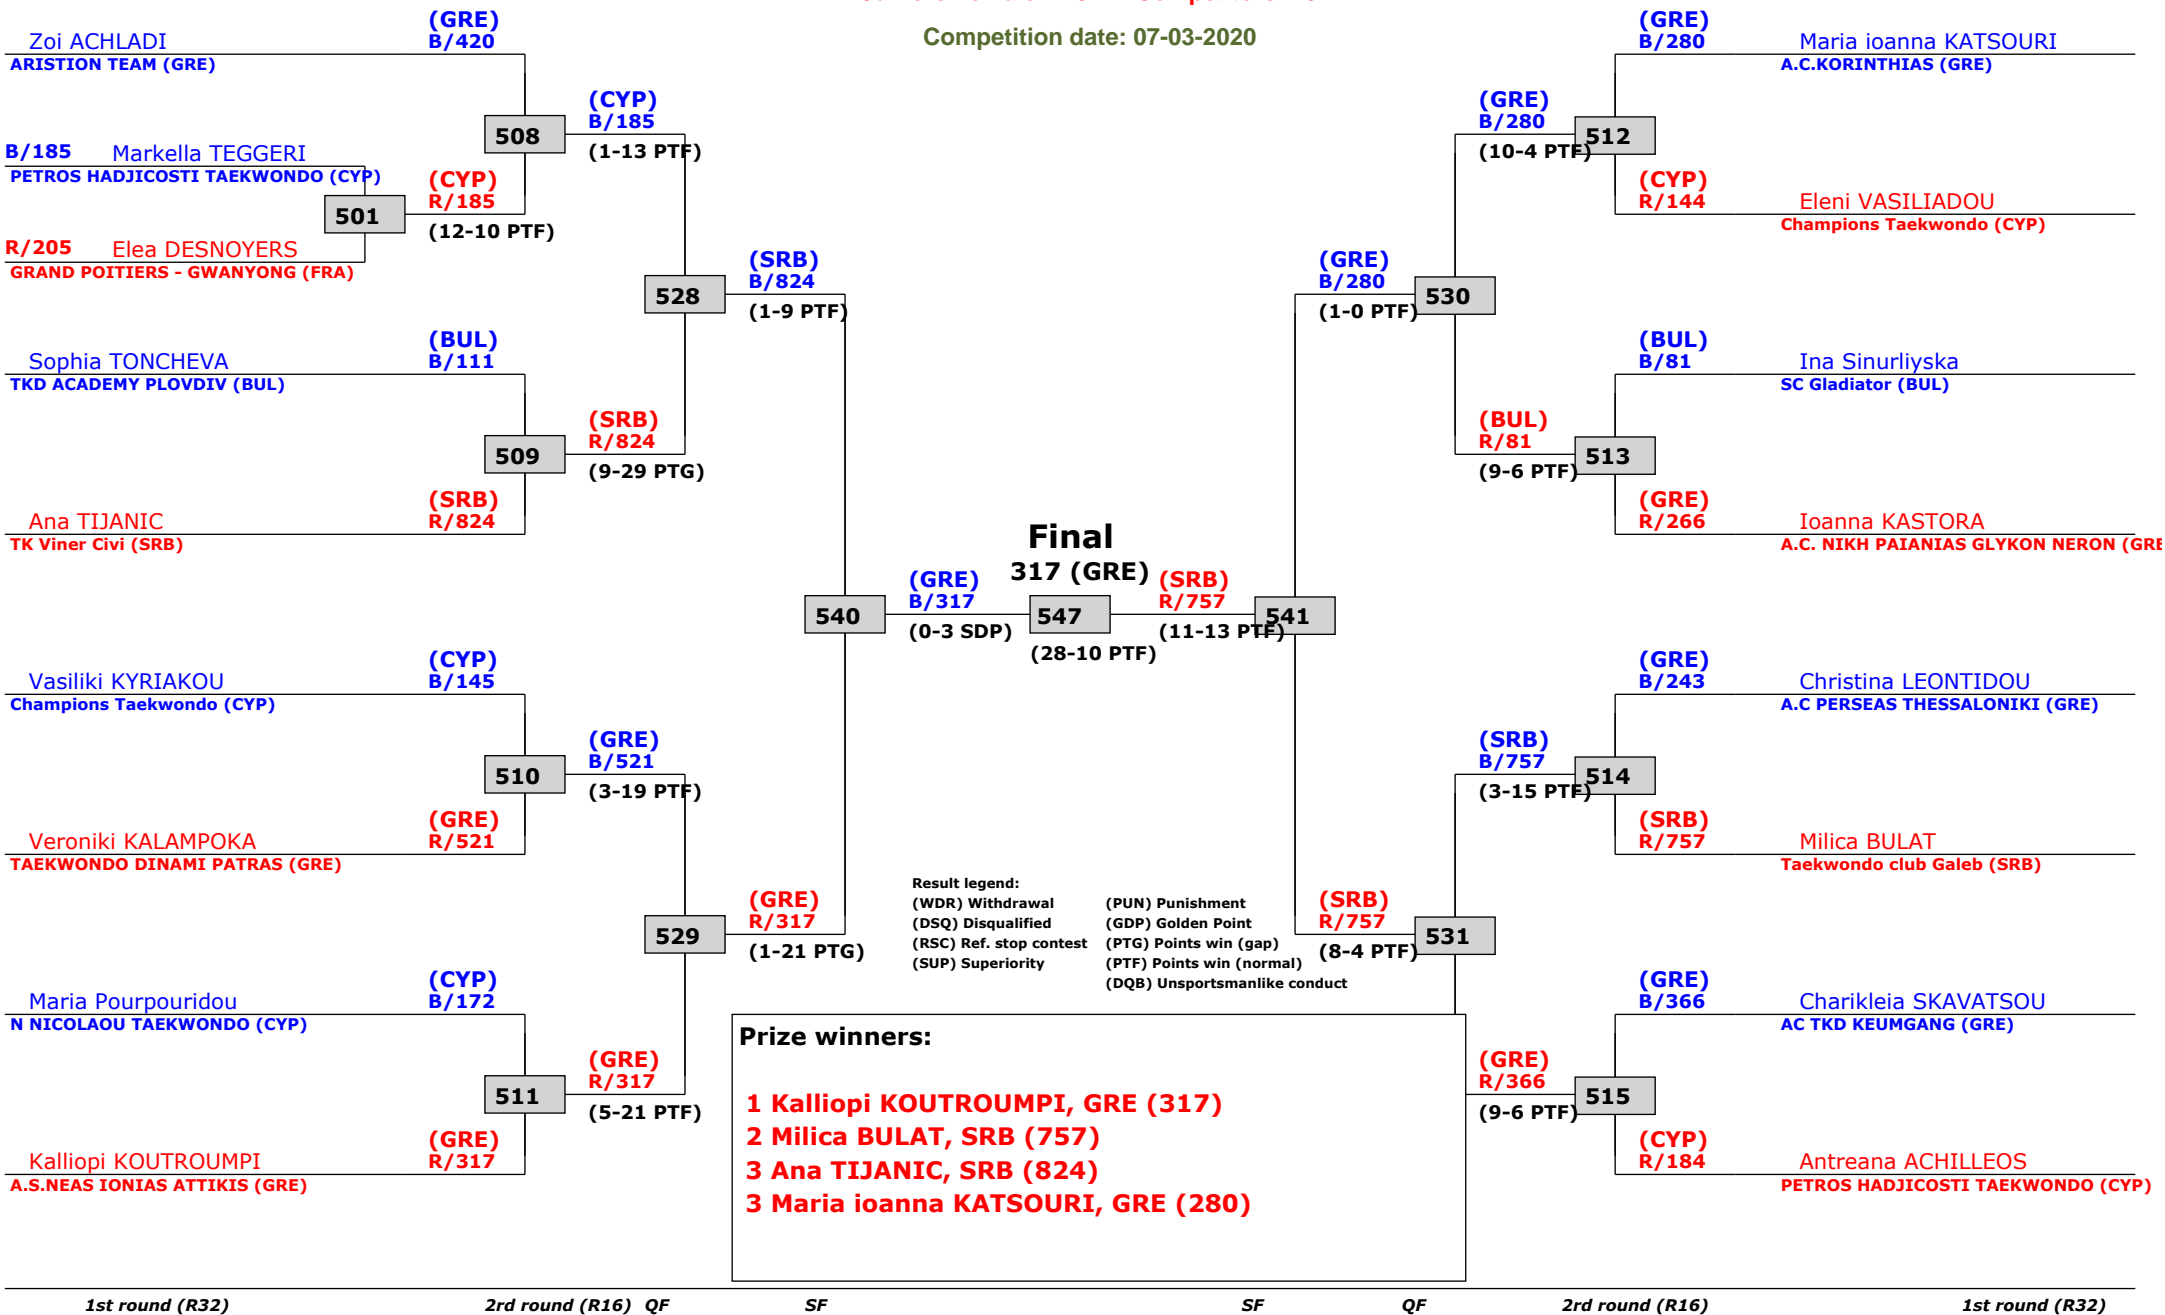 Competition date: 07-03-2020
(GRE)
B/420
Zoi ACHLADI
ARISTION TEAM (GRE)
B/185 Markella TEGGERI
PETROS HADJICOSTI TAEKWONDO (CYP)
501
(CYP)
R/185
(12-10 PTF)
R/205 Elea DESNOYERS
GRAND POITIERS - GWANYONG (FRA)
508
(CYP)
B/185
(1-13 PTF)
528
(SRB)
B/824
(1-9 PTF)
(BUL)
B/111
Sophia TONCHEVA
TKD ACADEMY PLOVDIV (BUL)
509
(SRB)
R/824
(9-29 PTG)
(SRB)
R/824
Ana TIJANIC
TK Viner Civi (SRB)
540
(GRE)
B/317
(0-3 SDP)
(CYP)
B/145
Vasiliki KYRIAKOU
Champions Taekwondo (CYP)
510
(GRE)
B/521
(3-19 PTF)
(GRE)
R/521
Veroniki KALAMPOKA
TAEKWONDO DINAMI PATRAS (GRE)
529
(GRE)
R/317
(1-21 PTG)
(CYP)
B/172
Maria Pourpouridou
N NICOLAOU TAEKWONDO (CYP)
511
(GRE)
R/317
(5-21 PTF)
(GRE)
R/317
Kalliopi KOUTROUMPI
A.S.NEAS IONIAS ATTIKIS (GRE)
Final
317 (GRE)
547
(28-10 PTF)
(SRB)
R/757
(11-13 PTF)
541
(GRE)
B/280
Maria ioanna KATSOURI
A.C.KORINTHIAS (GRE)
(GRE)
B/280
(10-4 PTF)
512
(CYP)
R/144
Eleni VASILIADOU
Champions Taekwondo (CYP)
(GRE)
B/280
(1-0 PTF)
530
(BUL)
B/81
Ina Sinurliyska
SC Gladiator (BUL)
(BUL)
R/81
(9-6 PTF)
513
(GRE)
R/266
Ioanna KASTORA
A.C. NIKH PAIANIAS GLYKON NERON (GRE
(GRE)
B/243
Christina LEONTIDOU
A.C PERSEAS THESSALONIKI (GRE)
(SRB)
B/757
(3-15 PTF)
514
(SRB)
R/757
Milica BULAT
Taekwondo club Galeb (SRB)
(SRB)
R/757
(8-4 PTF)
531
(GRE)
B/366
Charikleia SKAVATSOU
AC TKD KEUMGANG (GRE)
(GRE)
R/366
(9-6 PTF)
515
(CYP)
R/184
Antreana ACHILLEOS
PETROS HADJICOSTI TAEKWONDO (CYP)
Result legend:
(WDR) Withdrawal (PUN) Punishment
(DSQ) Disqualified (GDP) Golden Point
(RSC) Ref. stop contest (PTG) Points win (gap)
(SUP) Superiority (PTF) Points win (normal)
(DQB) Unsportsmanlike conduct
Prize winners:
1 Kalliopi KOUTROUMPI, GRE (317)
2 Milica BULAT, SRB (757)
3 Ana TIJANIC, SRB (824)
3 Maria ioanna KATSOURI, GRE (280)
1st round (R32) 2rd round (R16) QF SF SF QF 2rd round (R16) 1st round (R32)